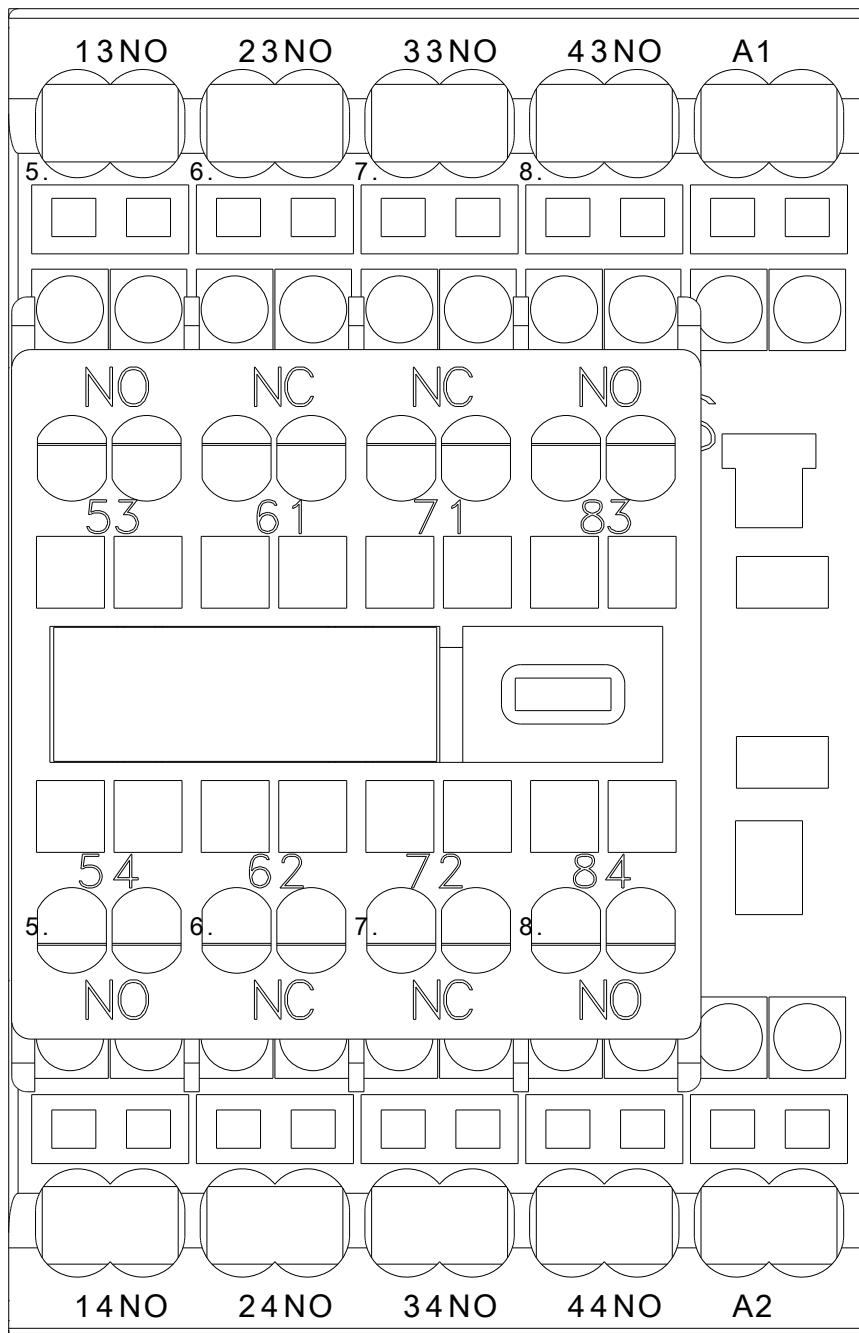 13NO 23NO 33NO 43NO A1
5. 6. 7. 8.
NO NC NC NO
53 61 71 83
54 62 72 84
5. 6. 7. 8.
NO NC NC NO
14NO 24NO 34NO 44NO A2